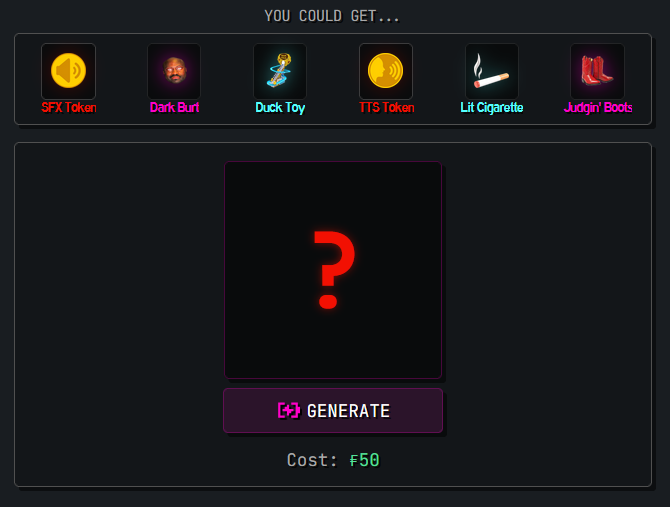 YOU COULD GET...
SFX Token Dark Burt Duck Toy TTS Token Lit Cigarette Judgin' Boots
?
GENERATE
Cost: ₣50